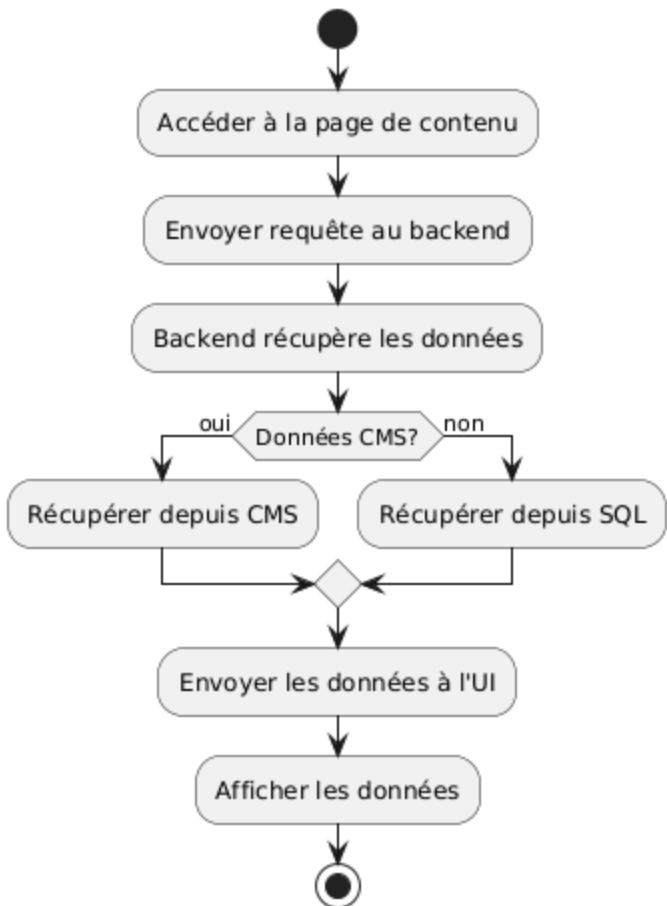 Accéder à la page de contenu
Envoyer requête au backend
Backend récupère les données
oui
Données CMS?
non
Récupérer depuis CMS
Récupérer depuis SQL
Envoyer les données à l'UI
Afficher les données